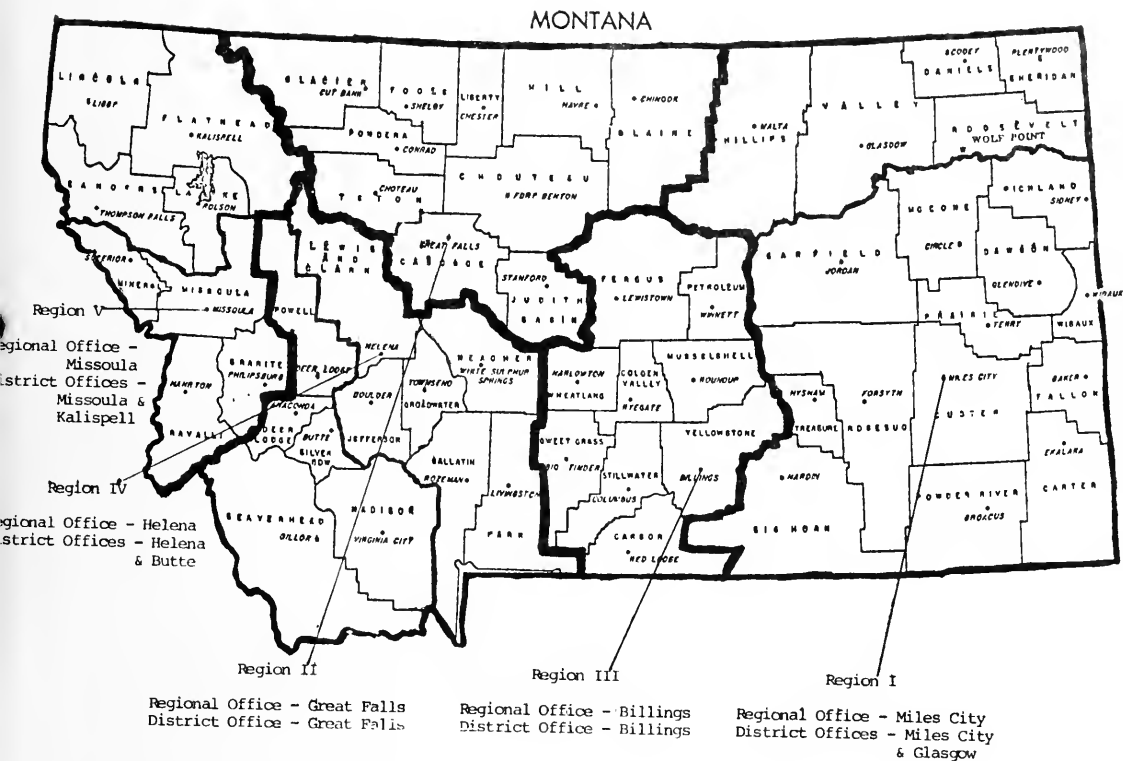 MONTANA
LINCOLN
LIBBY
FLATHEAD
KALISPELL
GLACIER
CUT BANK
TOOLE
SHELBY
LIBERTY
CHESTER
HILL
HAVRE
CHINOOK
BLAINE
PHILLIPS
MALTA
VALLEY
GLASGOW
SCOBEY
DANIELS
PLENTYWOOD
SHERIDAN
ROOSEVELT
WOLF POINT
PONDERA
CONRAD
SANDERS
THOMPSON FALLS
LAKE
POLSON
TETON
CHOTEAU
CHOUTEAU
FORT BENTON
RICHLAND
SIDNEY
MCCONE
CIRCLE
DAWSON
GLENDIVE
GARFIELD
JORDAN
LEWIS
AND
CLARK
GREAT FALLS
CASCADE
STANFORD
JUDITH
BASIN
FERGUS
LEWISTOWN
PETROLEUM
WINNETT
SUPERIOR
MINERAL
MISSOULA
MISSOULA
POWELL
PRAIRIE
TERRY
WIBAUX
WIBAUX
Region V
Regional Office -
Missoula
District Offices -
Missoula &
Kalispell
HELENA
GRANITE
PHILIPSBURG
DEER LODGE
HAMILTON
RAVALLI
ANACONDA
DEER
LODGE
BUTTE
SILVER
BOW
BOULDER
JEFFERSON
TOWNSEND
BROADWATER
MEAGHER
WHITE SULPHUR
SPRINGS
HARLOWTON
WHEATLAND
GOLDEN
VALLEY
RYEGATE
MUSSELSHELL
ROUNDUP
HYSHAM
TREASURE
FORSYTH
ROSEBUD
MILES CITY
CUSTER
BAKER
FALLON
SWEET GRASS
BIG TIMBER
STILLWATER
COLUMBUS
YELLOWSTONE
BILLINGS
HARDIN
BIG HORN
EKALAKA
CARTER
POWDER RIVER
BROADUS
GALLATIN
BOZEMAN
LIVINGSTON
PARK
CARBON
RED LODGE
BEAVERHEAD
DILLON
MADISON
VIRGINIA CITY
Region IV
Regional Office - Helena
District Offices - Helena
& Butte
Region II
Regional Office - Great Falls
District Office - Great Falls
Region III
Regional Office - Billings
District Office - Billings
Region I
Regional Office - Miles City
District Offices - Miles City
& Glasgow